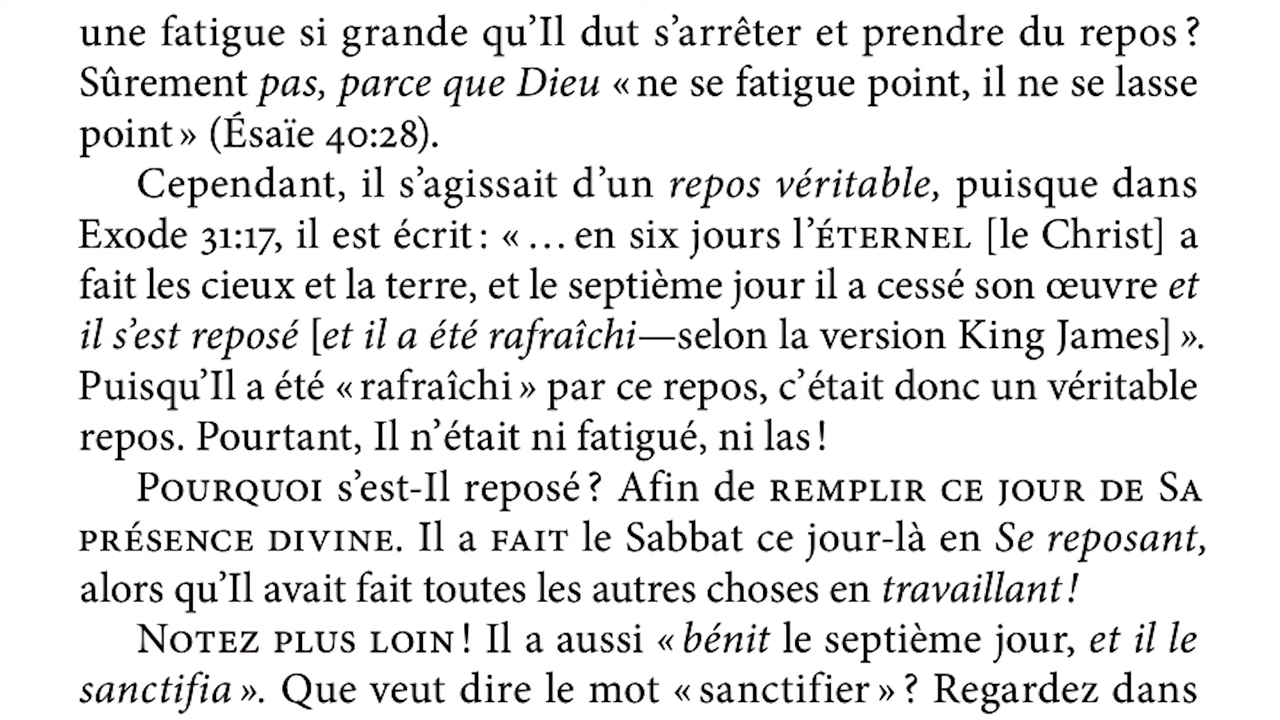 une fatigue si grande qu’Il dut s’arrêter et prendre du repos ?
Sûrement pas, parce que Dieu « ne se fatigue point, il ne se lasse
point » (Ésaïe 40:28).
Cependant, il s’agissait d’un repos véritable, puisque dans
Exode 31:17, il est écrit : « … en six jours l’ÉTERNEL [le Christ] a
fait les cieux et la terre, et le septième jour il a cessé son œuvre et
il s’est reposé [et il a été rafraîchi—selon la version King James] ».
Puisqu’Il a été « rafraîchi » par ce repos, c’était donc un véritable
repos. Pourtant, Il n’était ni fatigué, ni las !
POURQUOI s’est-Il reposé ? Afin de REMPLIR CE JOUR DE SA
PRÉSENCE DIVINE. Il a FAIT le Sabbat ce jour-là en Se reposant,
alors qu’Il avait fait toutes les autres choses en travaillant !
NOTEZ PLUS LOIN ! Il a aussi « bénit le septième jour, et il le
sanctifia ». Que veut dire le mot « sanctifier » ? Regardez dans